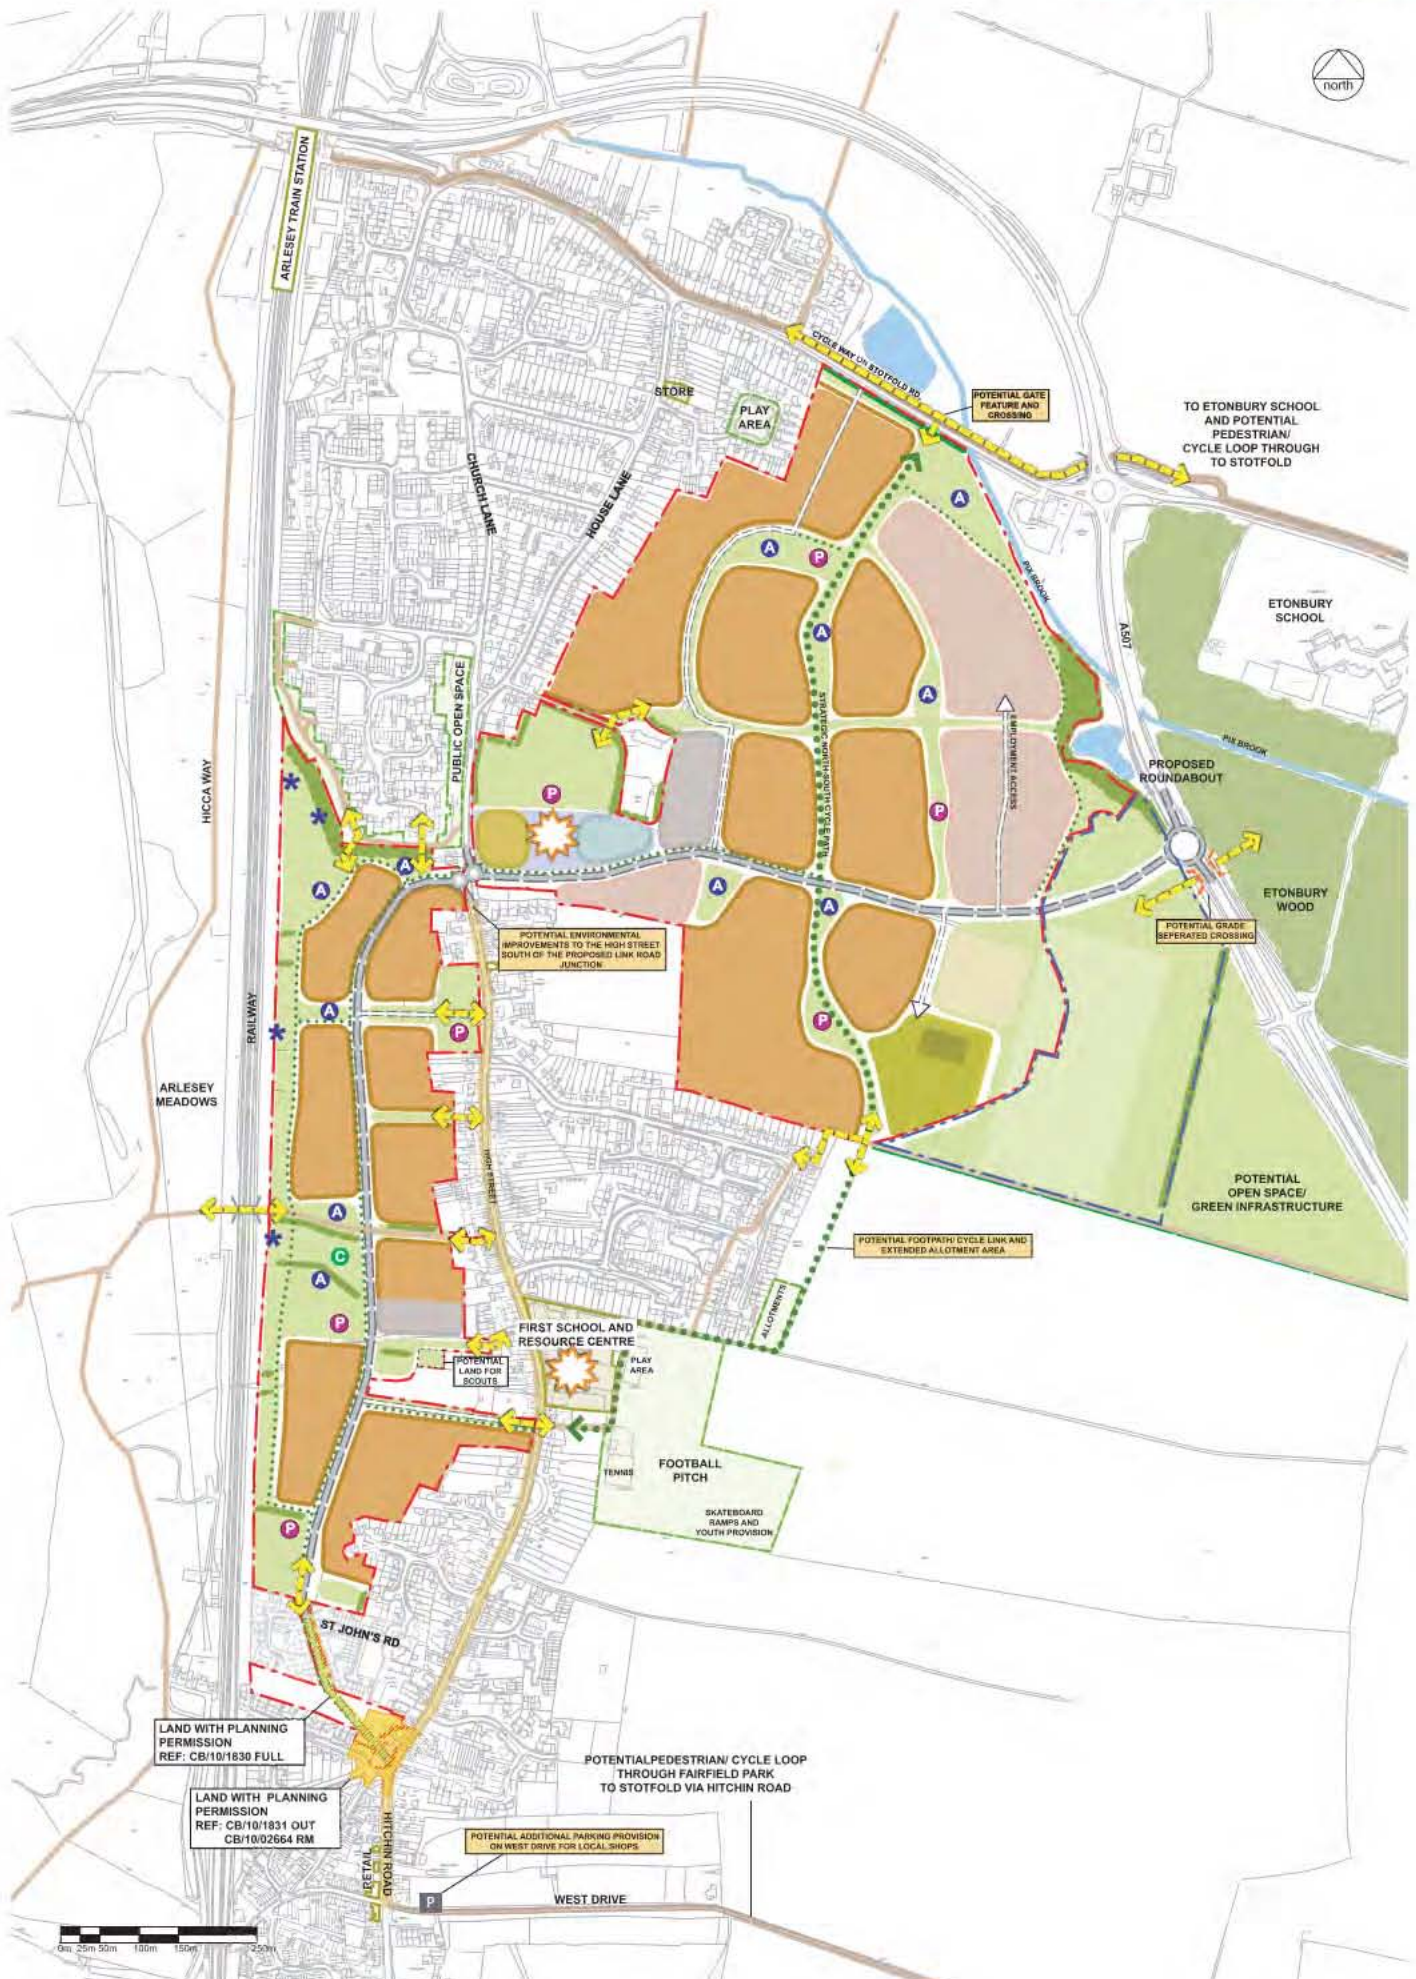 north
ARLESEY TRAIN STATION
CYCLE WAY ON STOTFOLD RD
STORE
PLAY
AREA
POTENTIAL GATE
FEATURE AND
CROSSING
TO ETONBURY SCHOOL
AND POTENTIAL
PEDESTRIAN/
CYCLE LOOP THROUGH
TO STOTFOLD
CHURCH LANE
HOUSE LANE
A
A
P
PIX BROOK
ETONBURY
SCHOOL
A507
A
A
PUBLIC OPEN SPACE
STRATEGIC NORTH-SOUTH CYCLE PATH
EMPLOYMENT ACCESS
PIX BROOK
PROPOSED
ROUNDABOUT
HICCA WAY
*
*
P
P
A
A
A
A
ETONBURY
WOOD
POTENTIAL GRADE
SEPERATED CROSSING
POTENTIAL ENVIRONMENTAL
IMPROVEMENTS TO THE HIGH STREET
SOUTH OF THE PROPOSED LINK ROAD
JUNCTION
RAILWAY
*
A
P
P
ARLESEY
MEADOWS
HIGH STREET
POTENTIAL
OPEN SPACE/
GREEN INFRASTRUCTURE
A
*
C
A
P
POTENTIAL FOOTPATH/ CYCLE LINK AND
EXTENDED ALLOTMENT AREA
ALLOTMENTS
FIRST SCHOOL AND
RESOURCE CENTRE
PLAY
AREA
POTENTIAL
LAND FOR
SCOUTS
TENNIS
FOOTBALL
PITCH
SKATEBOARD
RAMPS AND
YOUTH PROVISION
P
ST JOHN'S RD
LAND WITH PLANNING
PERMISSION
REF: CB/10/1830 FULL
LAND WITH PLANNING
PERMISSION
REF: CB/10/1831 OUT
CB/10/02664 RM
POTENTIALPEDESTRIAN/ CYCLE LOOP
THROUGH FAIRFIELD PARK
TO STOTFOLD VIA HITCHIN ROAD
HITCHIN ROAD
RETAIL
POTENTIAL ADDITIONAL PARKING PROVISION
ON WEST DRIVE FOR LOCAL SHOPS
P
WEST DRIVE
0m 25m 50m 100m 150m 250m